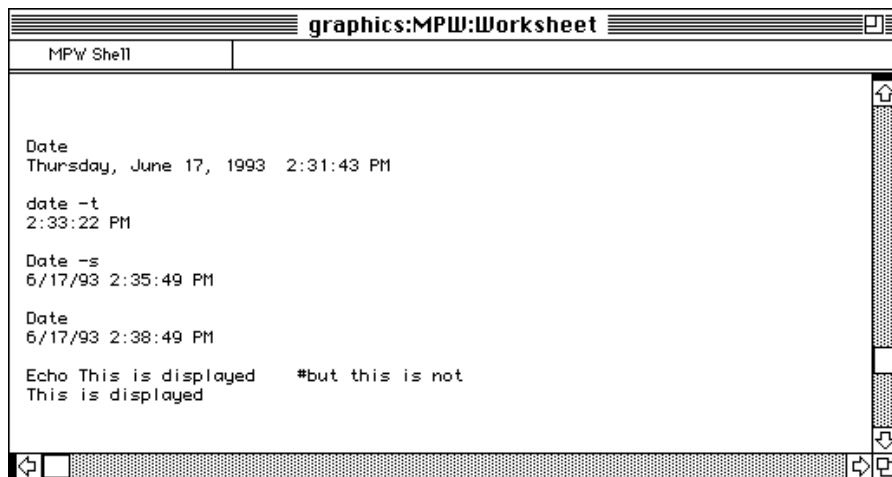 graphics:MPW:Worksheet
MPW Shell
Date
Thursday, June 17, 1993  2:31:43 PM
date -t
2:33:22 PM
Date -s
6/17/93 2:35:49 PM
Date
6/17/93 2:38:49 PM
Echo This is displayed    #but this is not
This is displayed